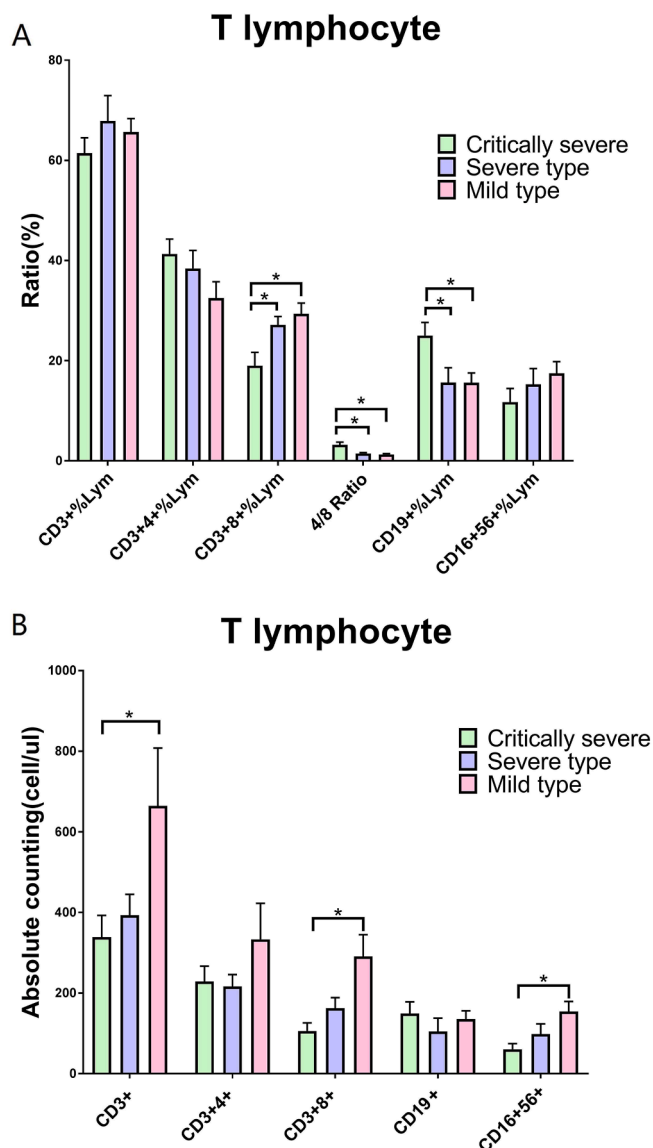 A
T lymphocyte
80
60
40
20
0
Ratio(%)
Critically severe
Severe type
Mild type
* *
* *
* *
* *
CD3+%Lym
CD3+4+%Lym
CD3+8+%Lym
4/8 Ratio
CD19+%Lym
CD16+56+%Lym
B
T lymphocyte
1000
800
600
400
200
0
Absolute counting(cell/ul)
Critically severe
Severe type
Mild type
*
*
*
CD3+
CD3+4+
CD3+8+
CD19+
CD16+56+